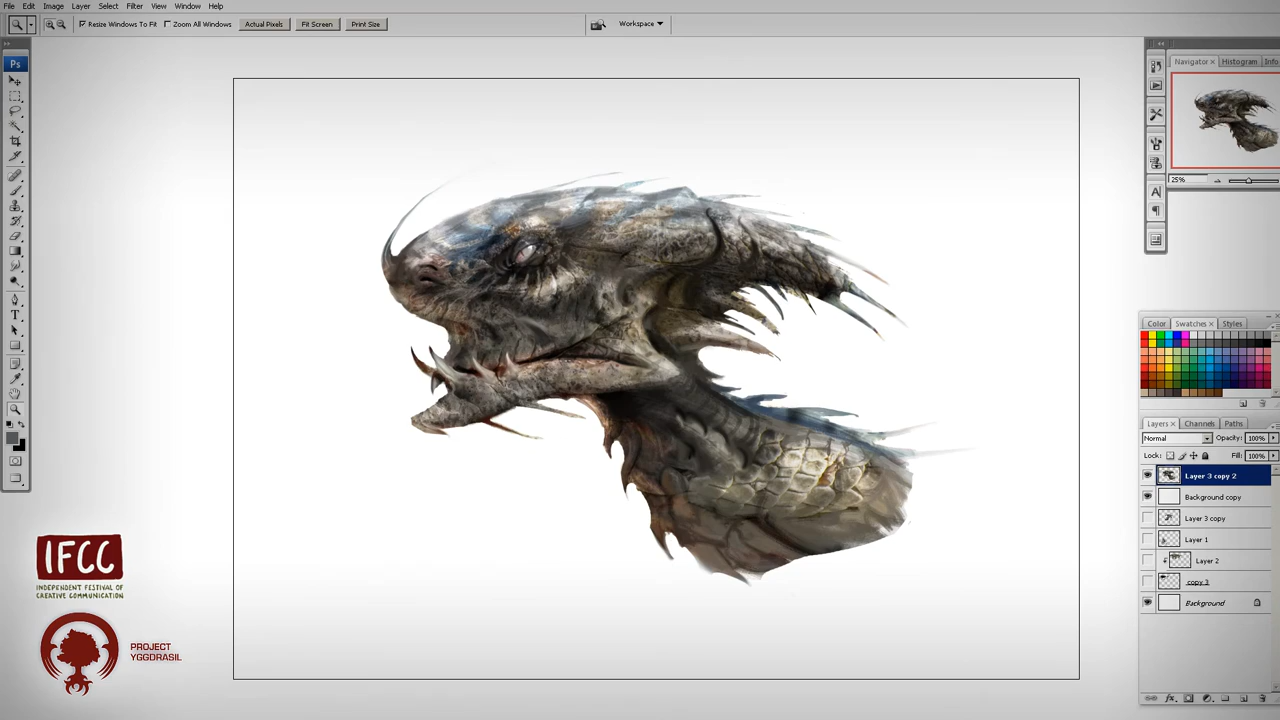 File Edit Image Layer Select Filter View Window Help
Resize Windows To Fit Zoom All Windows Actual Pixels Fit Screen Print Size Workspace
Ps
Navigator × Histogram Info
25%
T
A
Color Swatches × Styles
Layers × Channels Paths
Normal Opacity: 100%
Lock: Fill: 100%
Layer 3 copy 2
Background copy
Layer 3 copy
Layer 1
Layer 2
copy 3
Background
fx
IFCC
INDEPENDENT FESTIVAL OF
CREATIVE COMMUNICATION
PROJECT
YGGDRASIL